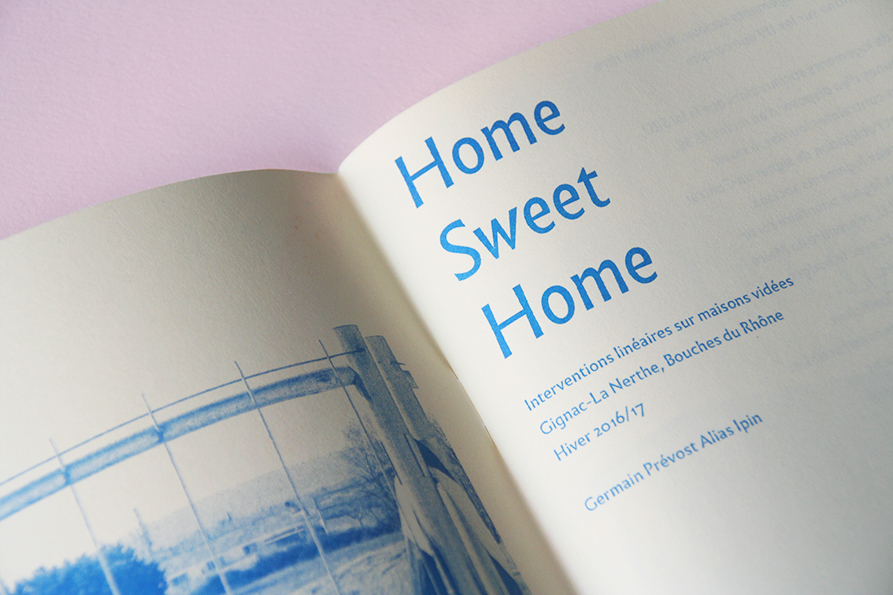 Home
Sweet
Home
Interventions linéaires sur maisons vidées
Gignac-La Nerthe, Bouches du Rhône
Hiver 2016/17
Germain Prévost Alias Ipin